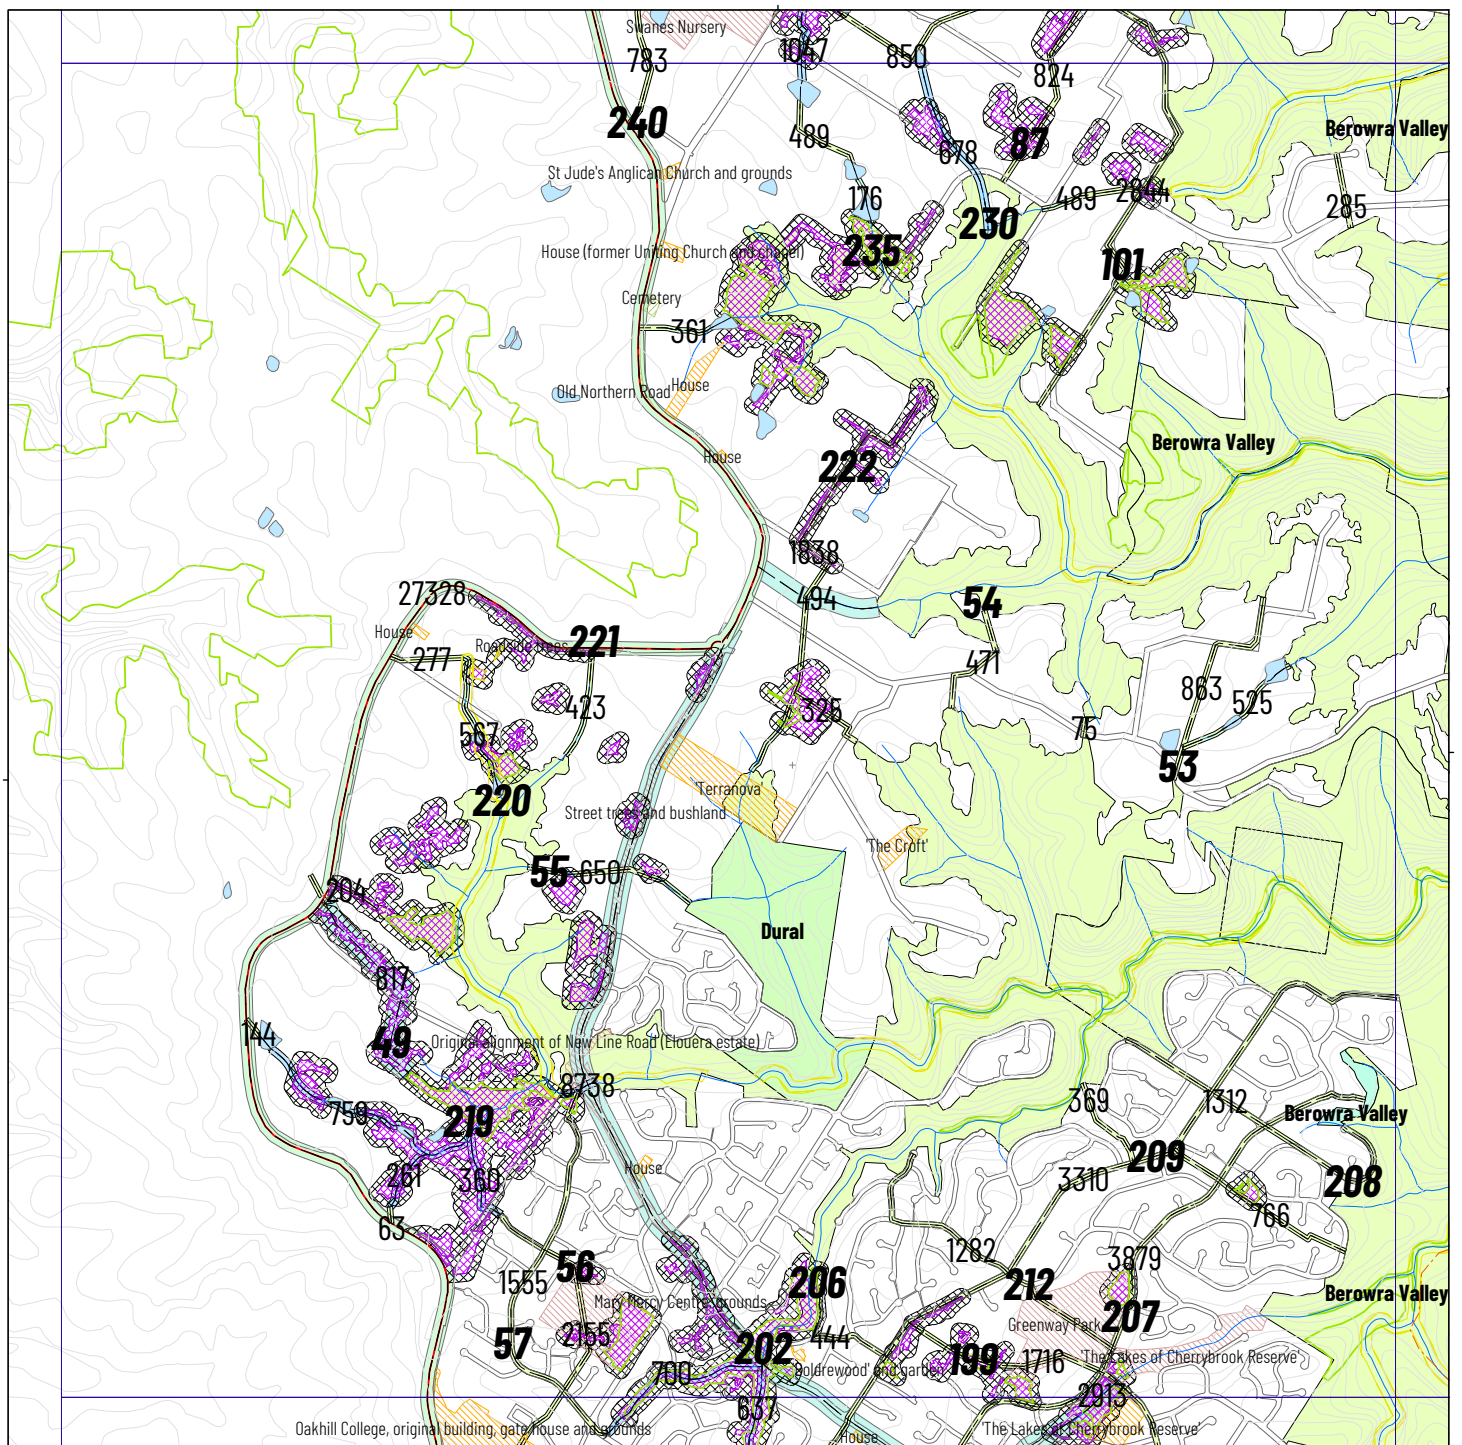 Swanes Nursery
783
1047
850
824
240
489
87
678
Berowra Valley
St Jude's Anglican Church and grounds
176
489
2844
285
230
235
House (former Uniting Church and chapel)
101
Cemetery
361
House
Old Northern Road
Berowra Valley
House
222
1838
27328
494
54
House
Roadside trees
221
277
471
863
525
423
325
567
75
53
220
'Terranova'
Street trees and bushland
'The Croft'
55
650
204
Dural
817
144
49
Original alignment of New Line Road (Elouera estate)
8738
369
1312
Berowra Valley
759
219
209
House
261
360
3310
208
63
766
1282
3879
56
1555
206
212
Berowra Valley
Mary Mercy Centre, grounds
207
Greenway Park
57
2155
444
202
199
1716
'The Lakes of Cherrybrook Reserve'
700
and garden
2913
637
Oakhill College, original building, gate house and grounds
'The Lakes of Cherrybrook Reserve'
House